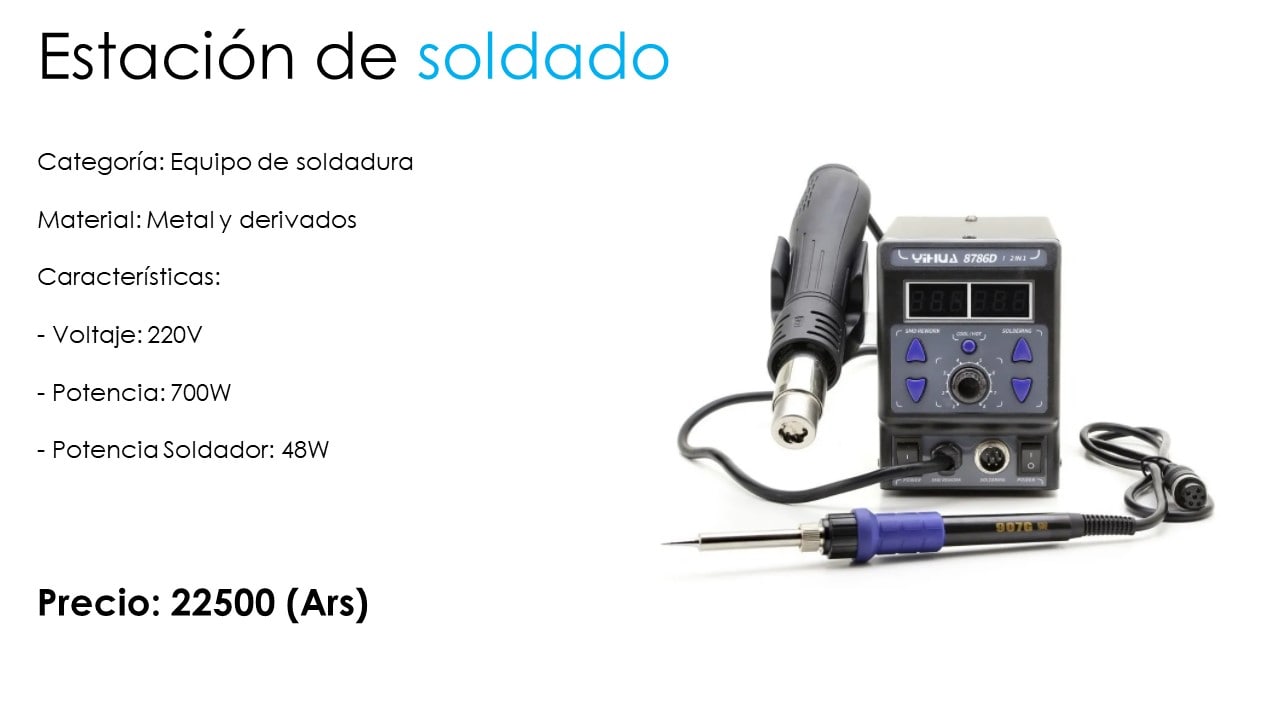 Estación de soldado
Categoría: Equipo de soldadura
Material: Metal y derivados
Características:
- Voltaje: 220V
- Potencia: 700W
- Potencia Soldador: 48W
Precio: 22500 (Ars)
YIHUA 8786D I 2 IN 1
SMD REWORK
COOL/HOT
SOLDERING
POWER
SMD REWORK
SOLDERING
POWER
907G